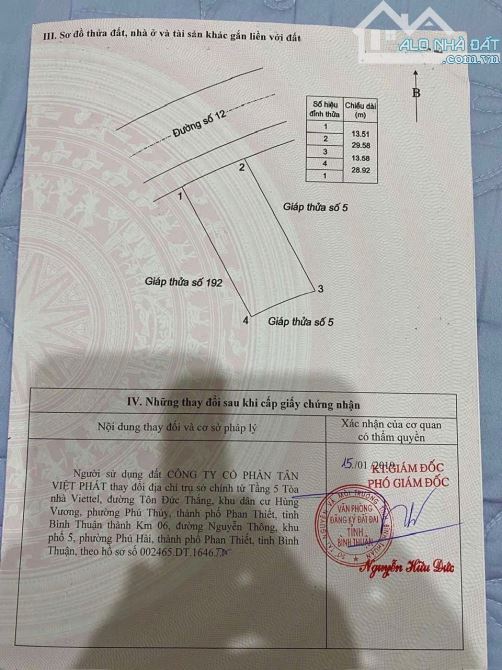 ALO NHÀ ĐẤT
.com.vn
III. Sơ đồ thửa đất, nhà ở và tài sản khác gắn liền với đất
B
Số hiệu đỉnh thửa
Chiều dài (m)
1
13.51
2
29.58
3
13.58
4
28.92
1
Đường số 12
2
1
Giáp thửa số 5
Giáp thửa số 192
3
4
Giáp thửa số 5
IV. Những thay đổi sau khi cấp giấy chứng nhận
Nội dung thay đổi và cơ sở pháp lý
Xác nhận của cơ quan
có thẩm quyền
Người sử dụng đất CÔNG TY CỔ PHẦN TÂN
VIỆT PHÁT thay đổi địa chỉ trụ sở chính từ Tầng 5 Tòa
nhà Viettel, đường Tôn Đức Thắng, khu dân cư Hùng
Vương, phường Phú Thủy, thành phố Phan Thiết, tỉnh
Bình Thuận thành Km 06, đường Nguyễn Thông, khu
phố 5, phường Phú Hài, thành phố Phan Thiết, tỉnh Bình
Thuận, theo hồ sơ số 002465.DT.1646.
15/01
KT.GIÁM ĐỐC
PHÓ GIÁM ĐỐC
VĂN PHÒNG
ĐĂNG KÝ ĐẤT ĐAI
TỈNH
BÌNH THUẬN
Nguyễn Hữu Đức